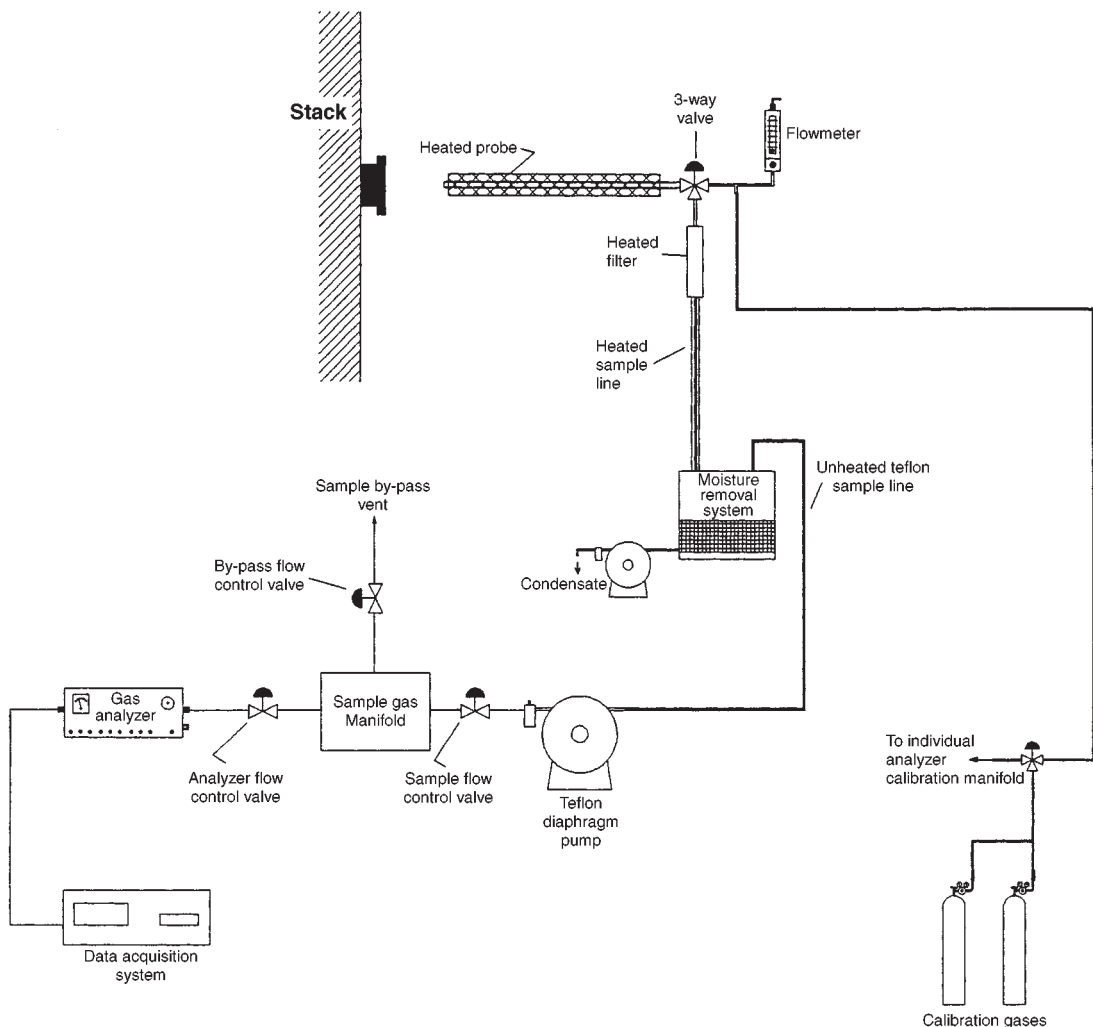 Stack
3-way
valve
Flowmeter
Heated probe
Heated
filter
Heated
sample
line
Moisture
removal
system
Unheated teflon
sample line
Condensate
Sample by-pass
vent
By-pass flow
control valve
Gas
analyzer
Sample gas
Manifold
Analyzer flow
control valve
Sample flow
control valve
Teflon
diaphragm
pump
To individual
analyzer
calibration manifold
Data acquisition
system
Calibration gases